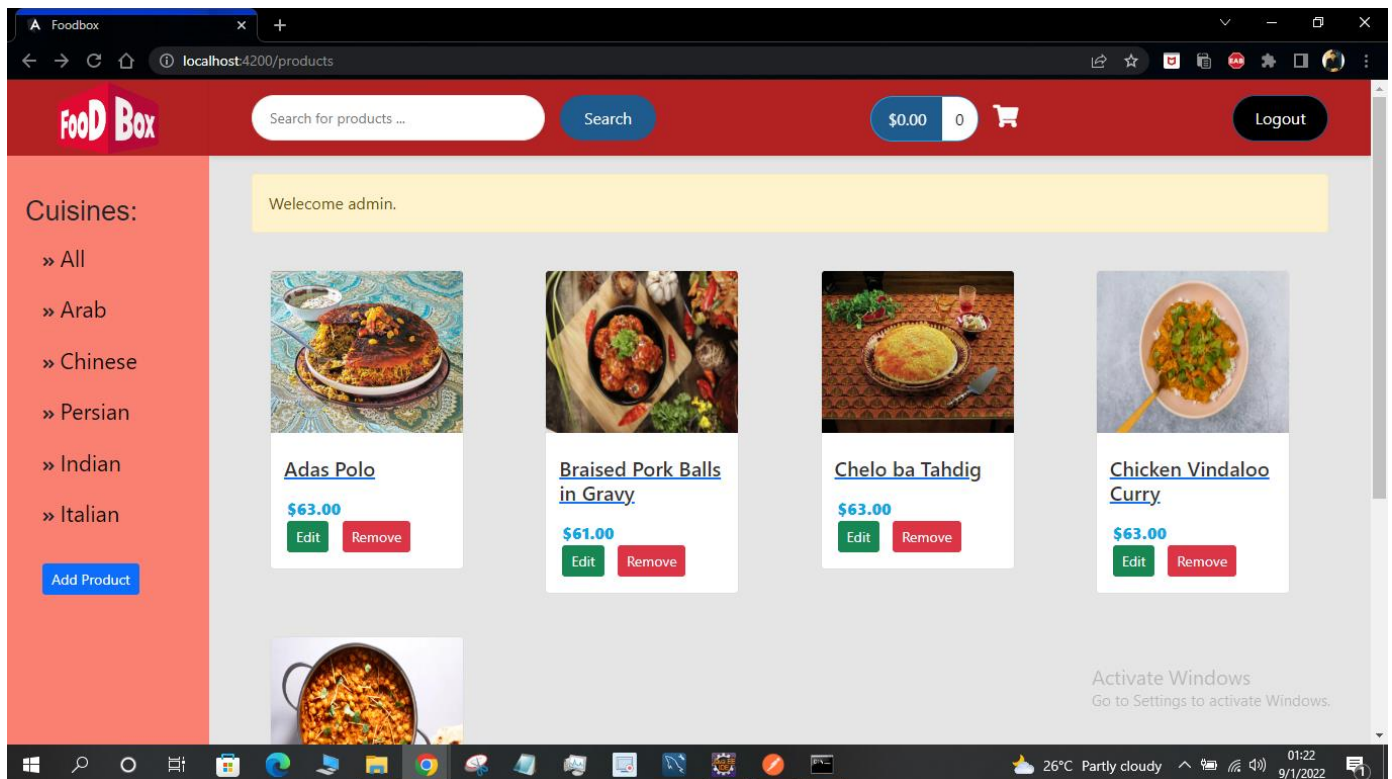 Foodbox
localhost:4200/products
FooD Box
Search for products ...
Search
$0.00 0
Logout
Cuisines:
» All
» Arab
» Chinese
» Persian
» Indian
» Italian
Add Product
Welecome admin.
Adas Polo
$63.00
Edit Remove
Braised Pork Balls
in Gravy
$61.00
Edit Remove
Chelo ba Tahdig
$63.00
Edit Remove
Chicken Vindaloo
Curry
$63.00
Edit Remove
Activate Windows
Go to Settings to activate Windows.
26°C Partly cloudy
01:22
9/1/2022